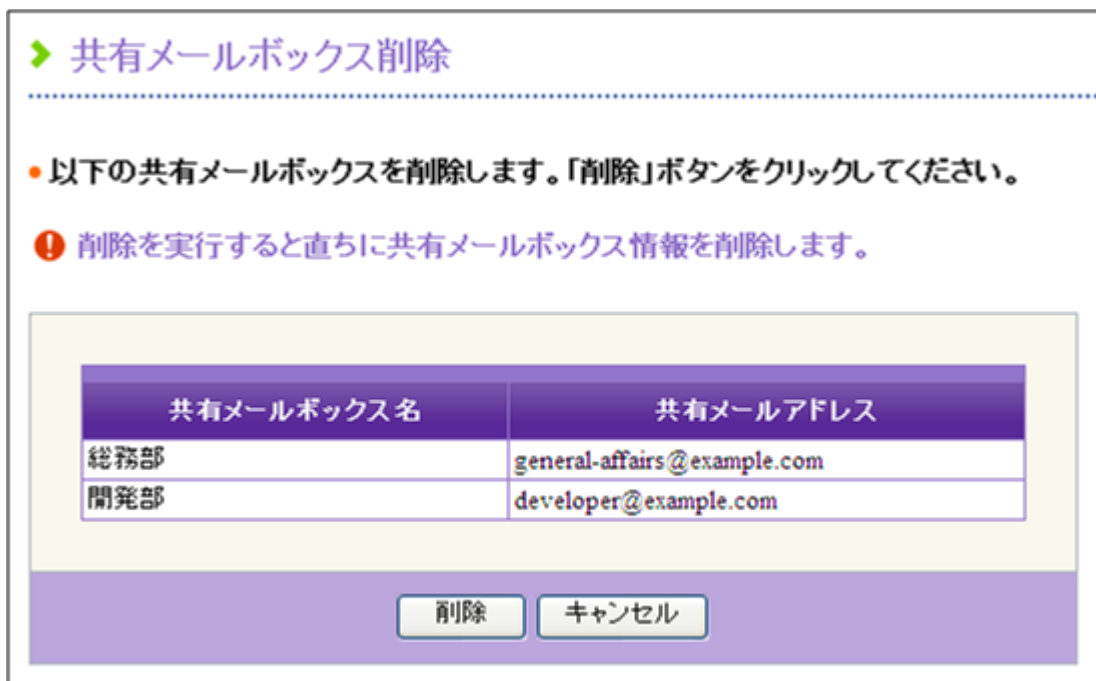 共有メールボックス削除
以下の共有メールボックスを削除します。「削除」ボタンをクリックしてください。
削除を実行すると直ちに共有メールボックス情報を削除します。
共有メールボックス名 共有メールアドレス
総務部 general-affairs@example.com
開発部 developer@example.com
削除 キャンセル